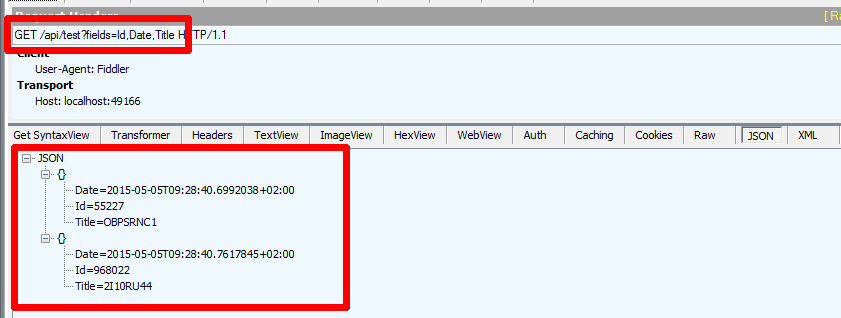 Request Headers [ Ra
GET /api/test?fields=Id,Date,Title HTTP/1.1
Client
User-Agent: Fiddler
Transport
Host: localhost:49166
Get SyntaxView Transformer Headers TextView ImageView HexView WebView Auth Caching Cookies Raw JSON XML
JSON
{}
Date=2015-05-05T09:28:40.6992038+02:00
Id=55227
Title=OBPSRNC1
{}
Date=2015-05-05T09:28:40.7617845+02:00
Id=968022
Title=2I10RU44